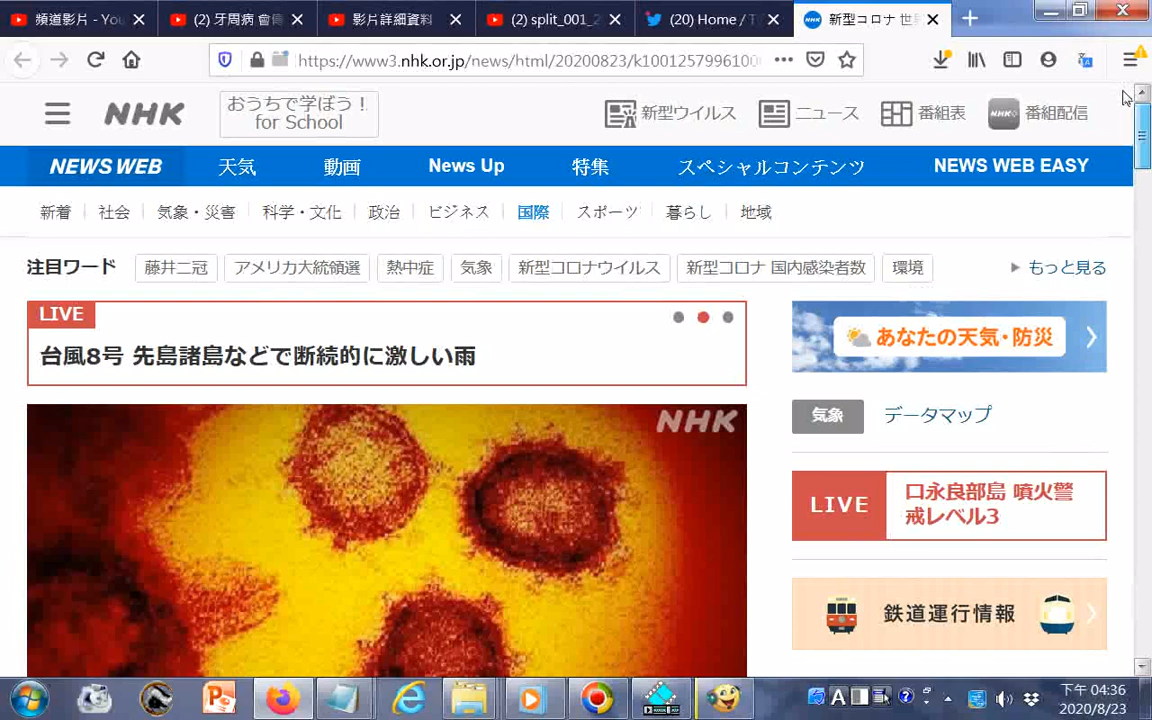 頻道影片 - You
(2) 牙周病 會傳
影片詳細資料
(2) split_001_2
(20) Home / T
新型コロナ 世界
https://www3.nhk.or.jp/news/html/20200823/k1001257996100
NHK
おうちで学ぼう!
for School
新型ウイルス
ニュース
番組表
NHK
番組配信
NEWS WEB
天気
動画
News Up
特集
スペシャルコンテンツ
NEWS WEB EASY
新着
社会
気象・災害
科学・文化
政治
ビジネス
国際
スポーツ
暮らし
地域
注目ワード
藤井二冠
アメリカ大統領選
熱中症
気象
新型コロナウイルス
新型コロナ 国内感染者数
環境
もっと見る
LIVE
台風8号 先島諸島などで断続的に激しい雨
あなたの天気・防災
NHK
気象
データマップ
LIVE
口永良部島 噴火警
戒レベル3
鉄道運行情報
A
下午 04:36
2020/8/23